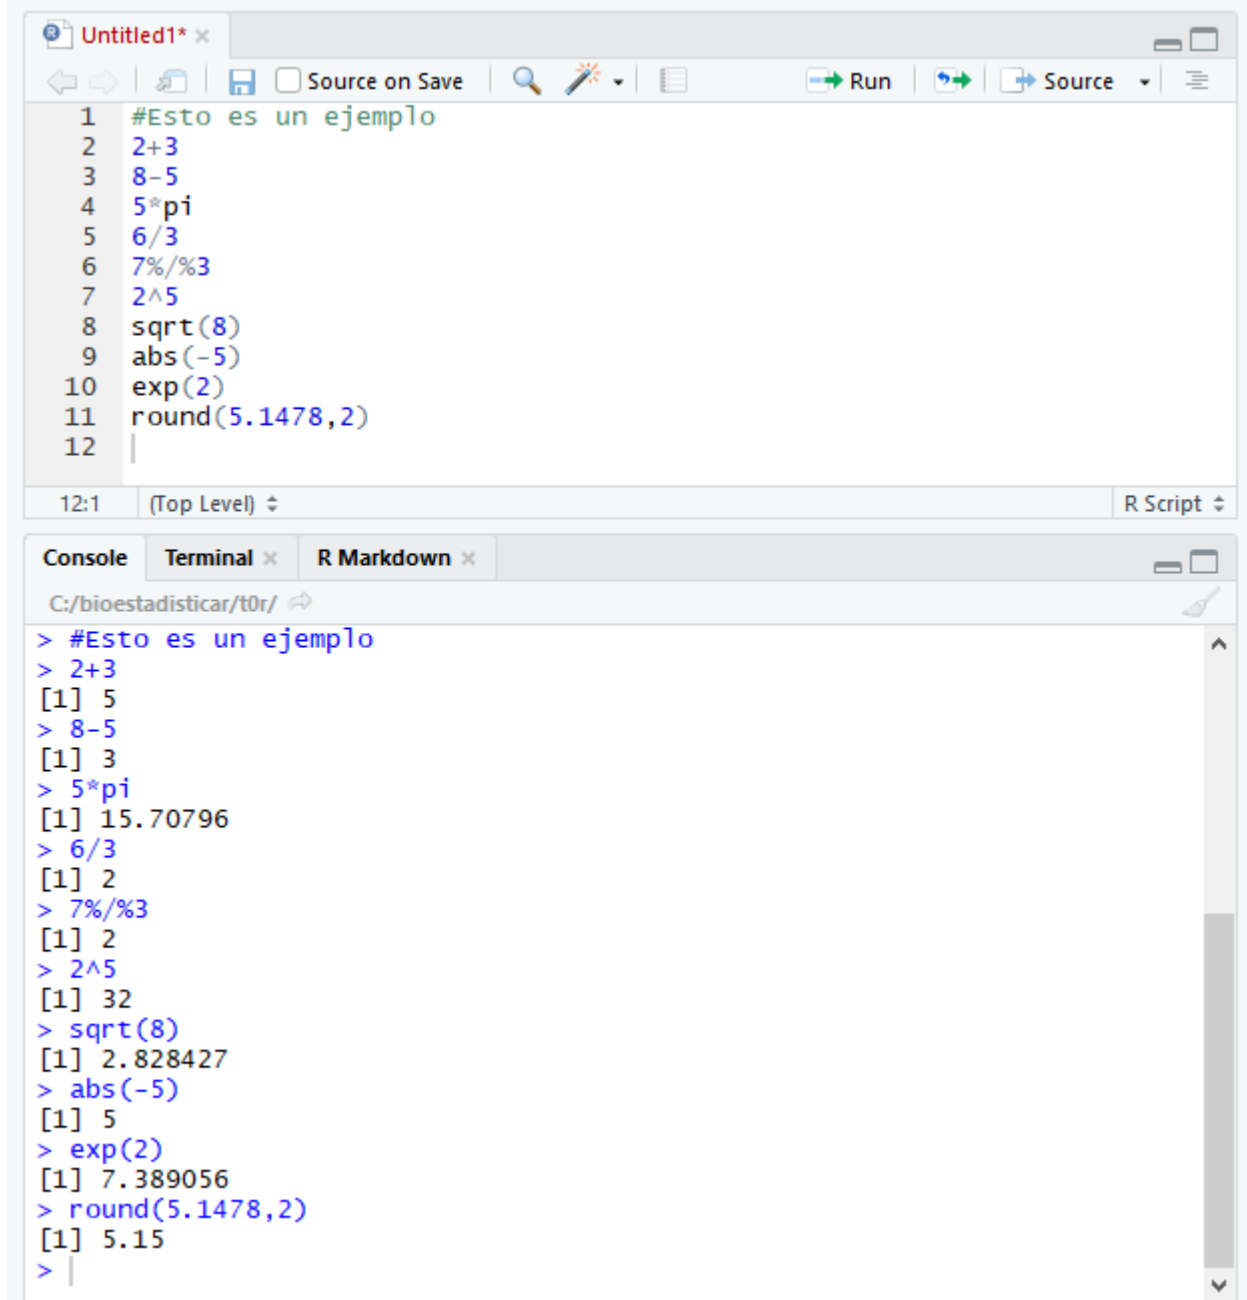 Untitled1*
Source on Save Run Source
1 #Esto es un ejemplo
2 2+3
3 8-5
4 5*pi
5 6/3
6 7%/%3
7 2^5
8 sqrt(8)
9 abs(-5)
10 exp(2)
11 round(5.1478,2)
12
12:1 (Top Level) R Script
Console Terminal R Markdown
C:/bioestadisticar/t0r/
> #Esto es un ejemplo
> 2+3
[1] 5
> 8-5
[1] 3
> 5*pi
[1] 15.70796
> 6/3
[1] 2
> 7%/%3
[1] 2
> 2^5
[1] 32
> sqrt(8)
[1] 2.828427
> abs(-5)
[1] 5
> exp(2)
[1] 7.389056
> round(5.1478,2)
[1] 5.15
>